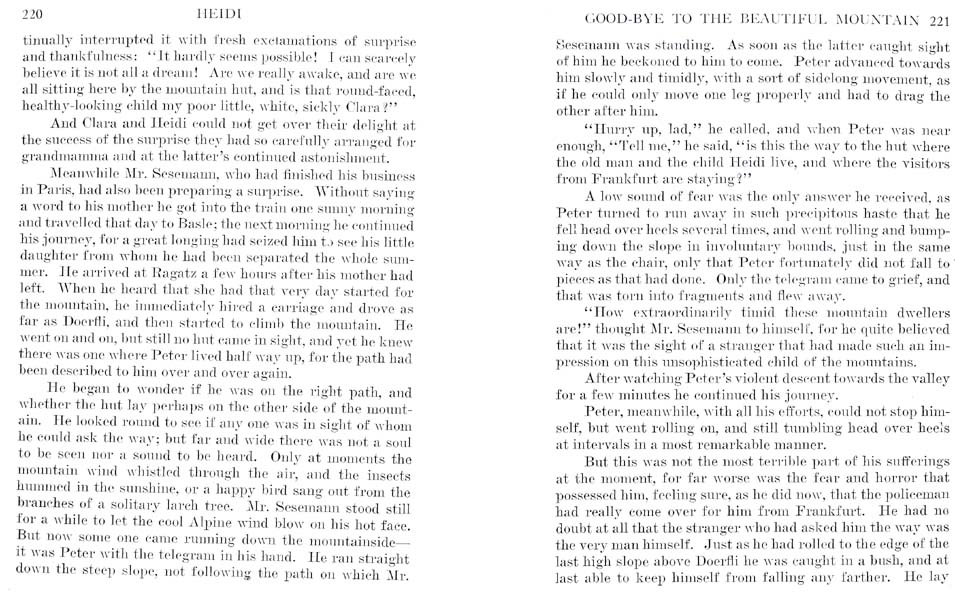 220 HEIDI
tinually interrupted it with fresh exclamations of surprise
and thankfulness: “It hardly seems possible! I can scarcely
believe it is not all a dream! Are we really awake, and are we
all sitting here by the mountain hut, and is that round-faced,
healthy-looking child my poor little, white, sickly Clara?”
And Clara and Heidi could not get over their delight at
the success of the surprise they had so carefully arranged for
grandmamma and at the latter's continued astonishment.
Meanwhile Mr. Sesemann, who had finished his business
in Paris, had also been preparing a surprise. Without saying
a word to his mother he got into the train one sunny morning
and travelled that day to Basle; the next morning he continued
his journey, for a great longing had seized him to see his little
daughter from whom he had been separated the whole sum-
mer. He arrived at Ragatz a few hours after his mother had
left. When he heard that she had that very day started for
the mountain, he immediately hired a carriage and drove as
far as Doerfli, and then started to climb the mountain. He
went on and on, but still no hut came in sight, and yet he knew
there was one where Peter lived half way up, for the path had
been described to him over and over again.
He began to wonder if he was on the right path, and
whether the hut lay perhaps on the other side of the mount-
ain. He looked round to see if any one was in sight of whom
he could ask the way; but far and wide there was not a soul
to be seen nor a sound to be heard. Only at moments the
mountain wind whistled through the air, and the insects
hummed in the sunshine, or a happy bird sang out from the
branches of a solitary larch tree. Mr. Sesemann stood still
for a while to let the cool Alpine wind blow on his hot face.
But now some one came running down the mountainside—
it was Peter with the telegram in his hand. He ran straight
down the steep slope, not following the path on which Mr.
GOOD-BYE TO THE BEAUTIFUL MOUNTAIN 221
Sesemann was standing. As soon as the latter caught sight
of him he beckoned to him to come. Peter advanced towards
him slowly and timidly, with a sort of sidelong movement, as
if he could only move one leg properly and had to drag the
other after him.
“Hurry up, lad,” he called, and when Peter was near
enough, “Tell me,” he said, “is this the way to the hut where
the old man and the child Heidi live, and where the visitors
from Frankfurt are staying?”
A low sound of fear was the only answer he received, as
Peter turned to run away in such precipitous haste that he
fell head over heels several times, and went rolling and bump-
ing down the slope in involuntary bounds, just in the same
way as the chair, only that Peter fortunately did not fall to
pieces as that had done. Only the telegram came to grief, and
that was torn into fragments and flew away.
“How extraordinarily timid these mountain dwellers
are!” thought Mr. Sesemann to himself, for he quite believed
that it was the sight of a stranger that had made such an im-
pression on this unsophisticated child of the mountains.
After watching Peter's violent descent towards the valley
for a few minutes he continued his journey.
Peter, meanwhile, with all his efforts, could not stop him-
self, but went rolling on, and still tumbling head over heels
at intervals in a most remarkable manner.
But this was not the most terrible part of his sufferings
at the moment, for far worse was the fear and horror that
possessed him, feeling sure, as he did now, that the policeman
had really come over for him from Frankfurt. He had no
doubt at all that the stranger who had asked him the way was
the very man himself. Just as he had rolled to the edge of the
last high slope above Doerfli he was caught in a bush, and at
last able to keep himself from falling any farther. He lay